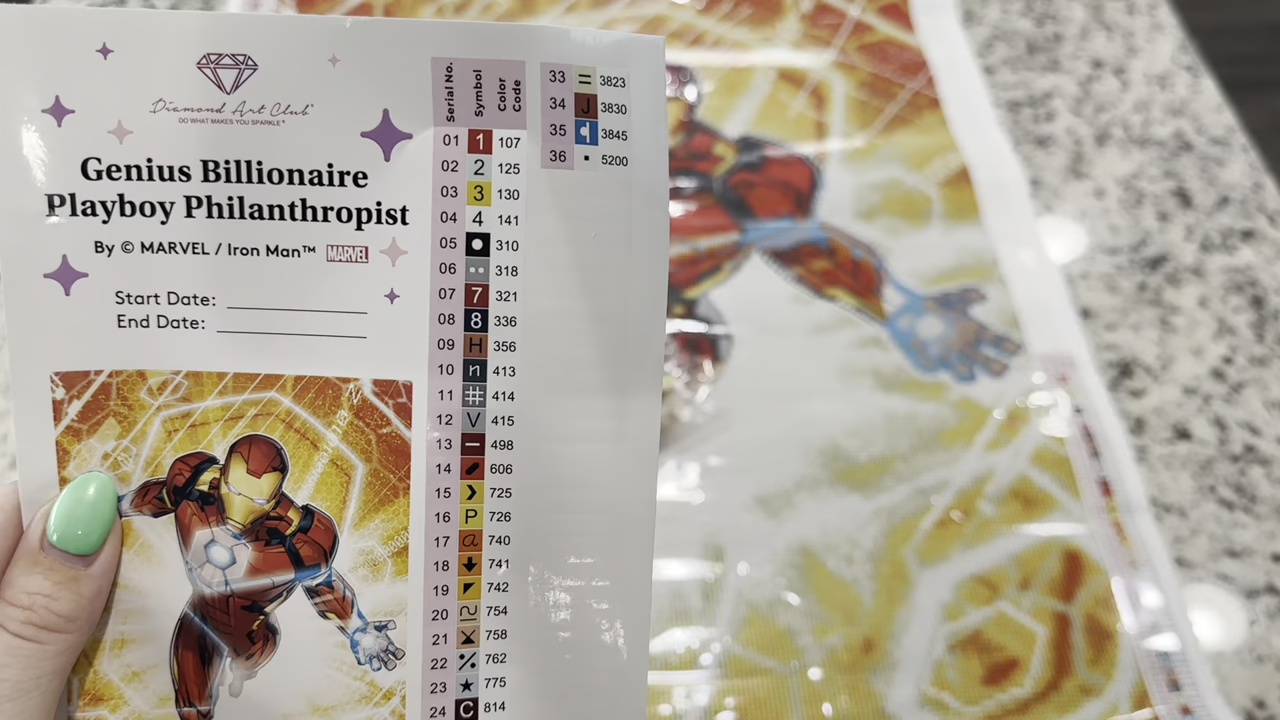 Diamond Art Club
DO WHAT MAKES YOU SPARKLE
Genius Billionaire
Playboy Philanthropist
By © MARVEL / Iron Man™ MARVEL
Start Date:
End Date:
Serial No. Symbol Color Code
01 1 107
02 2 125
03 3 130
04 4 141
05 310
06 318
07 7 321
08 8 336
09 H 356
10 n 413
11 # 414
12 V 415
13 — 498
14 606
15 725
16 P 726
17 a 740
18 741
19 742
20 754
21 758
22 762
23 ★ 775
24 C 814
33 = 3823
34 J 3830
35 3845
36 5200